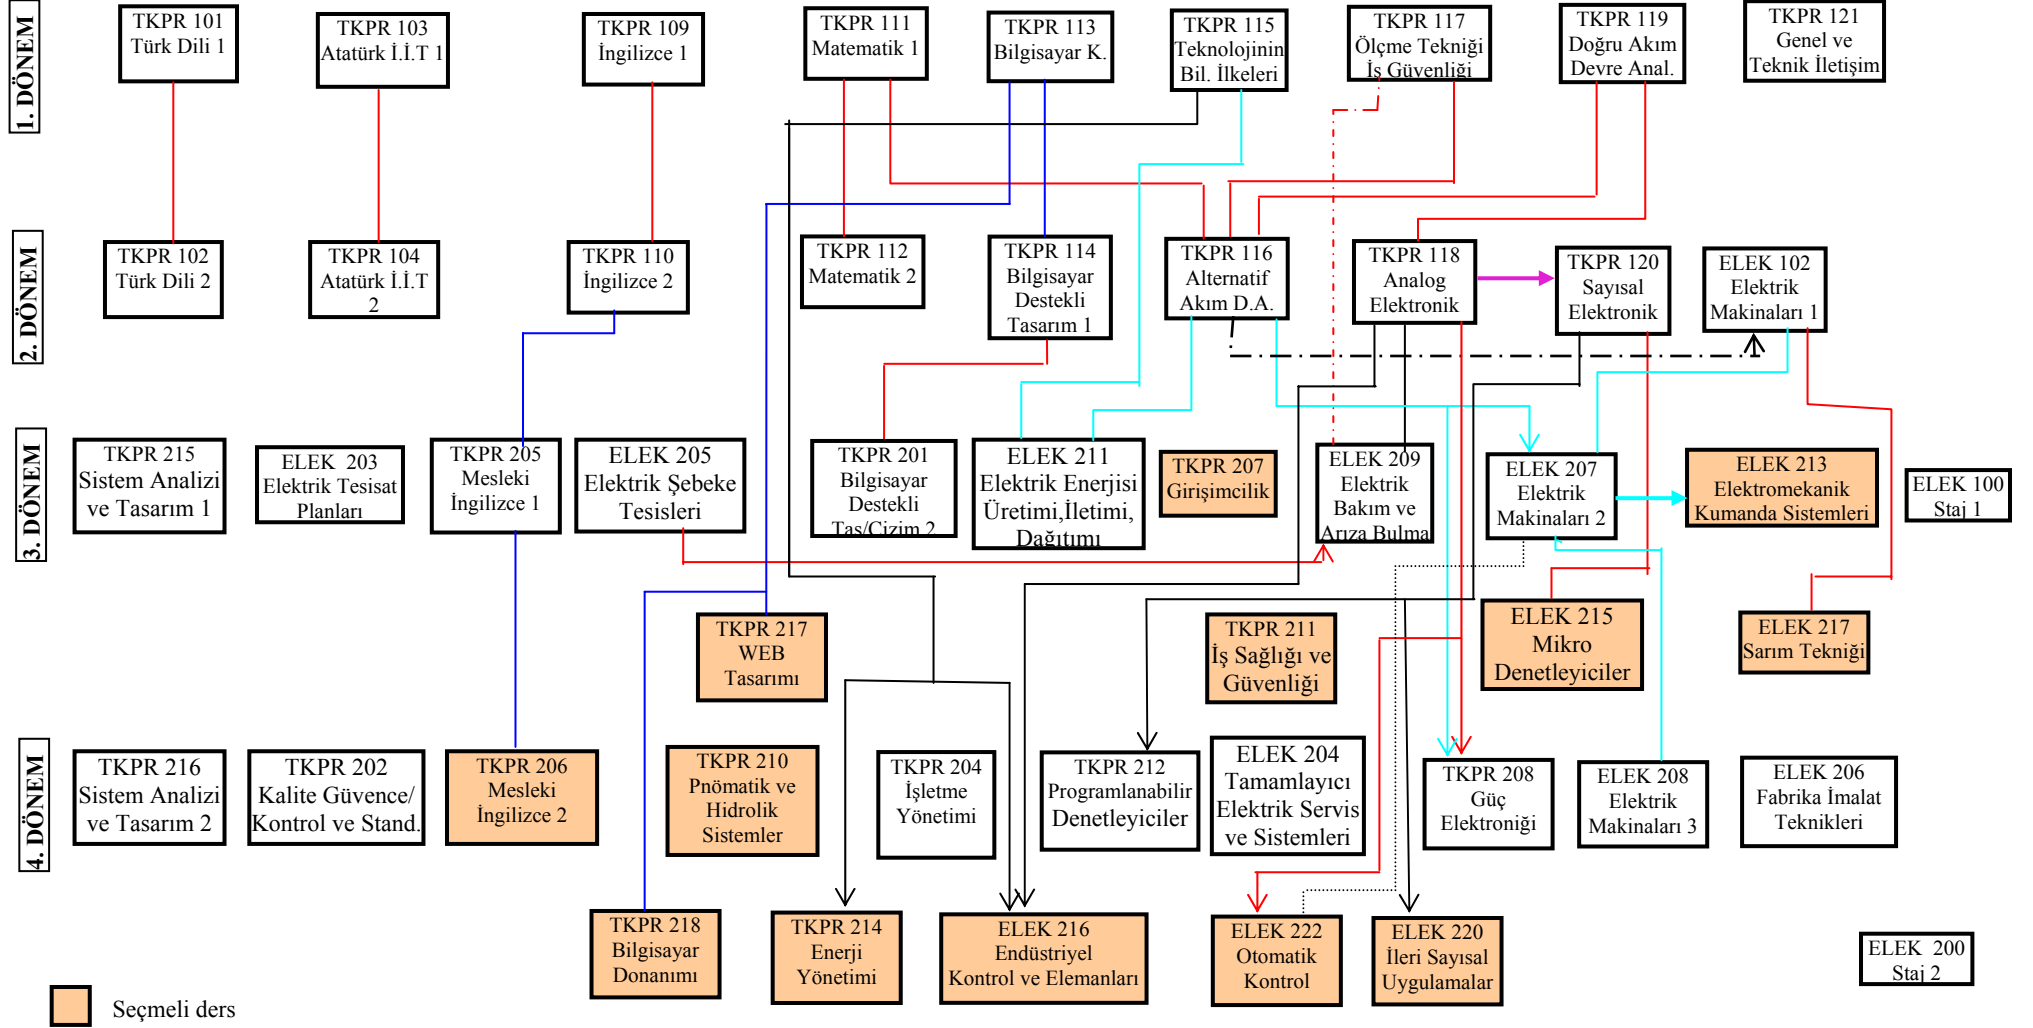 1. DÖNEM
TKPR 101
Türk Dili 1
TKPR 103
Atatürk İ.İ.T 1
TKPR 109
İngilizce 1
TKPR 111
Matematik 1
TKPR 113
Bilgisayar K.
TKPR 115
Teknolojinin
Bil. İlkeleri
TKPR 117
Ölçme Tekniği
İş Güvenliği
TKPR 119
Doğru Akım
Devre Anal.
TKPR 121
Genel ve
Teknik İletişim
2. DÖNEM
TKPR 102
Türk Dili 2
TKPR 104
Atatürk İ.İ.T
2
TKPR 110
İngilizce 2
TKPR 112
Matematik 2
TKPR 114
Bilgisayar
Destekli
Tasarım 1
TKPR 116
Alternatif
Akım D.A.
TKPR 118
Analog
Elektronik
TKPR 120
Sayısal
Elektronik
ELEK 102
Elektrik
Makinaları 1
3. DÖNEM
TKPR 215
Sistem Analizi
ve Tasarım 1
ELEK 203
Elektrik Tesisat
Planları
TKPR 205
Mesleki
İngilizce 1
ELEK 205
Elektrik Şebeke
Tesisleri
TKPR 201
Bilgisayar
Destekli
Tas/Çizim 2
ELEK 211
Elektrik Enerjisi
Üretimi,İletimi,
Dağıtımı
TKPR 207
Girişimcilik
ELEK 209
Elektrik
Bakım ve
Arıza Bulma
ELEK 207
Elektrik
Makinaları 2
ELEK 213
Elektromekanik
Kumanda Sistemleri
ELEK 100
Staj 1
TKPR 217
WEB
Tasarımı
TKPR 211
İş Sağlığı ve
Güvenliği
ELEK 215
Mikro
Denetleyiciler
ELEK 217
Sarım Tekniği
4. DÖNEM
TKPR 216
Sistem Analizi
ve Tasarım 2
TKPR 202
Kalite Güvence/
Kontrol ve Stand.
TKPR 206
Mesleki
İngilizce 2
TKPR 210
Pnömatik ve
Hidrolik
Sistemler
TKPR 204
İşletme
Yönetimi
TKPR 212
Programlanabilir
Denetleyiciler
ELEK 204
Tamamlayıcı
Elektrik Servis
ve Sistemleri
TKPR 208
Güç
Elektroniği
ELEK 208
Elektrik
Makinaları 3
ELEK 206
Fabrika İmalat
Teknikleri
TKPR 218
Bilgisayar
Donanımı
TKPR 214
Enerji
Yönetimi
ELEK 216
Endüstriyel
Kontrol ve Elemanları
ELEK 222
Otomatik
Kontrol
ELEK 220
İleri Sayısal
Uygulamalar
ELEK 200
Staj 2
Seçmeli ders